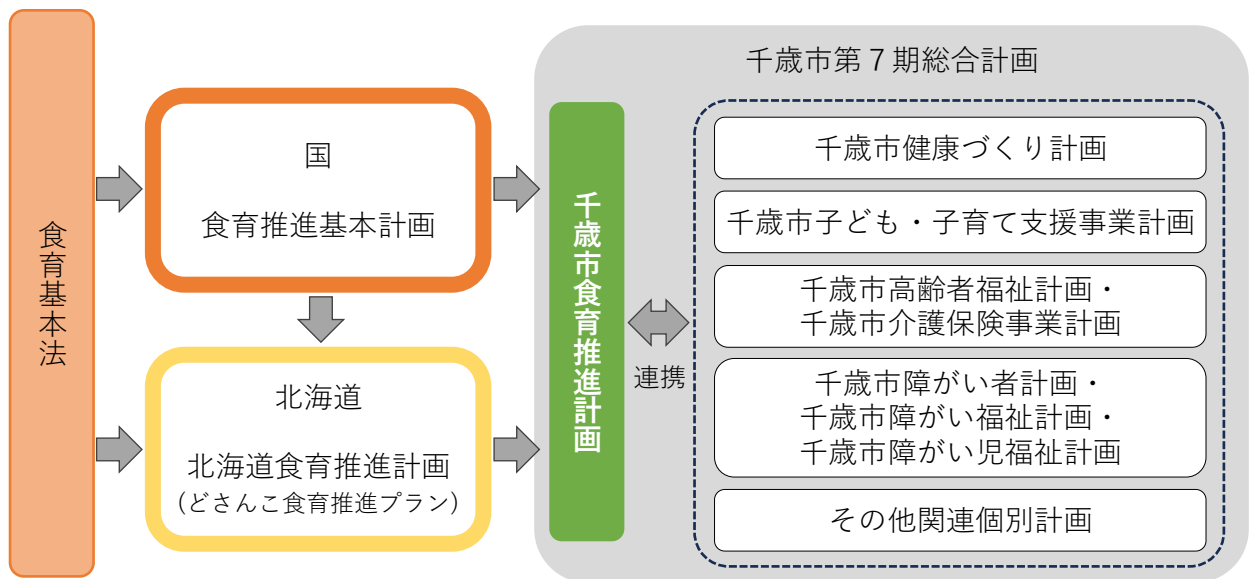 食育基本法
国
食育推進基本計画
北海道
北海道食育推進計画
(どさんこ食育推進プラン)
千歳市第７期総合計画
千歳市食育推進計画
連携
千歳市健康づくり計画
千歳市子ども・子育て支援事業計画
千歳市高齢者福祉計画・
千歳市介護保険事業計画
千歳市障がい者計画・
千歳市障がい福祉計画・
千歳市障がい児福祉計画
その他関連個別計画